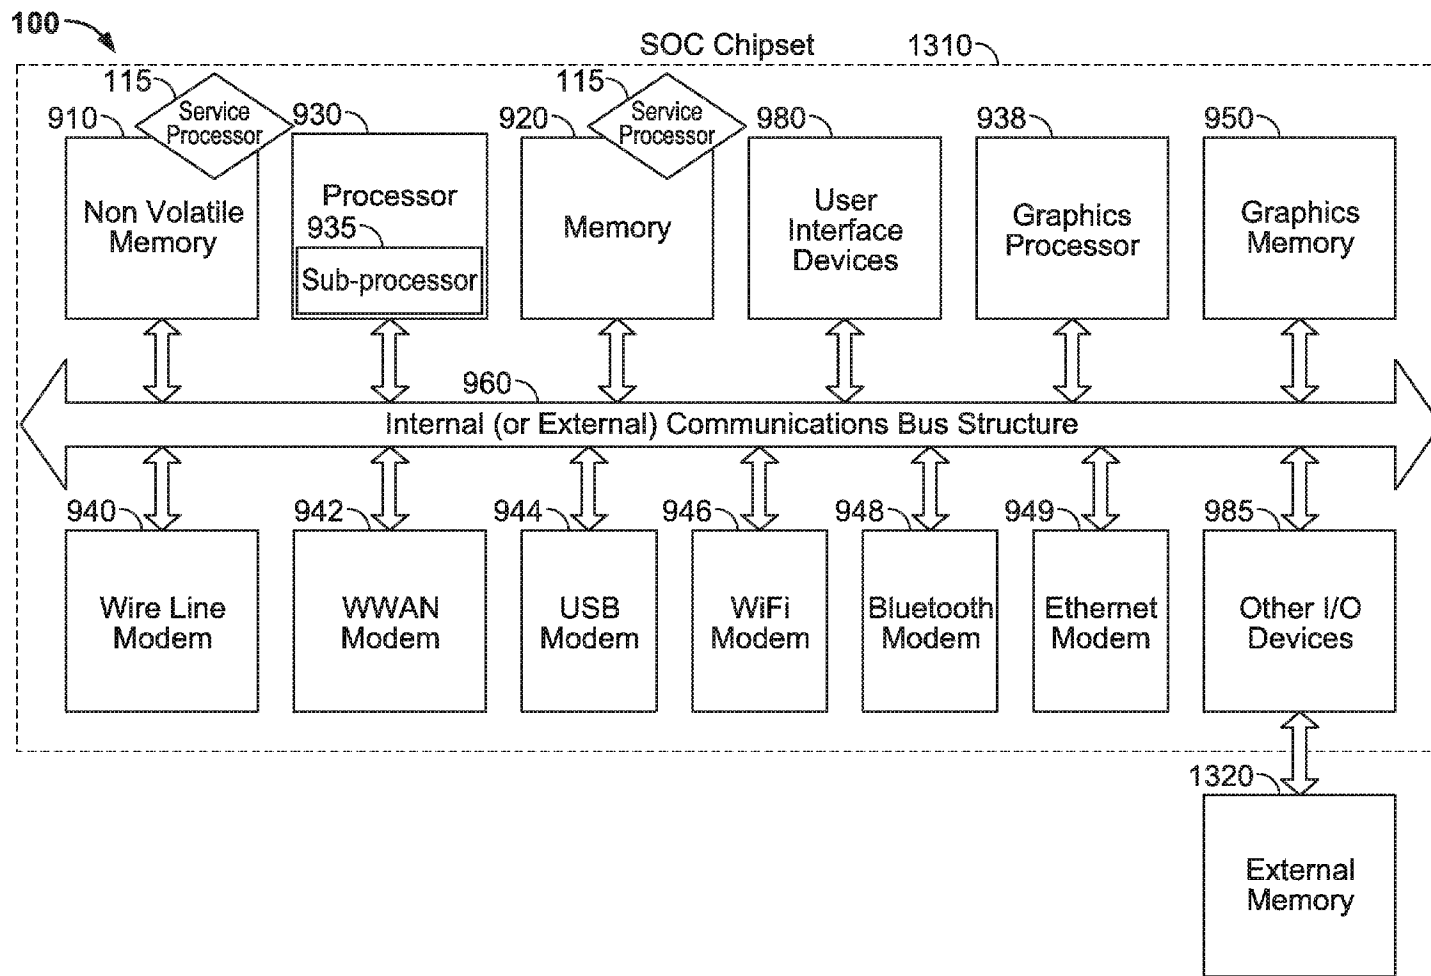 100
SOC Chipset
1310
115
Service
Processor
115
Service
Processor
910
930
920
980
938
950
Non Volatile
Memory
Processor
935
Sub-processor
Memory
User
Interface
Devices
Graphics
Processor
Graphics
Memory
960
Internal (or External) Communications Bus Structure
940
942
944
946
948
949
985
Wire Line
Modem
WWAN
Modem
USB
Modem
WiFi
Modem
Bluetooth
Modem
Ethernet
Modem
Other I/O
Devices
1320
External
Memory